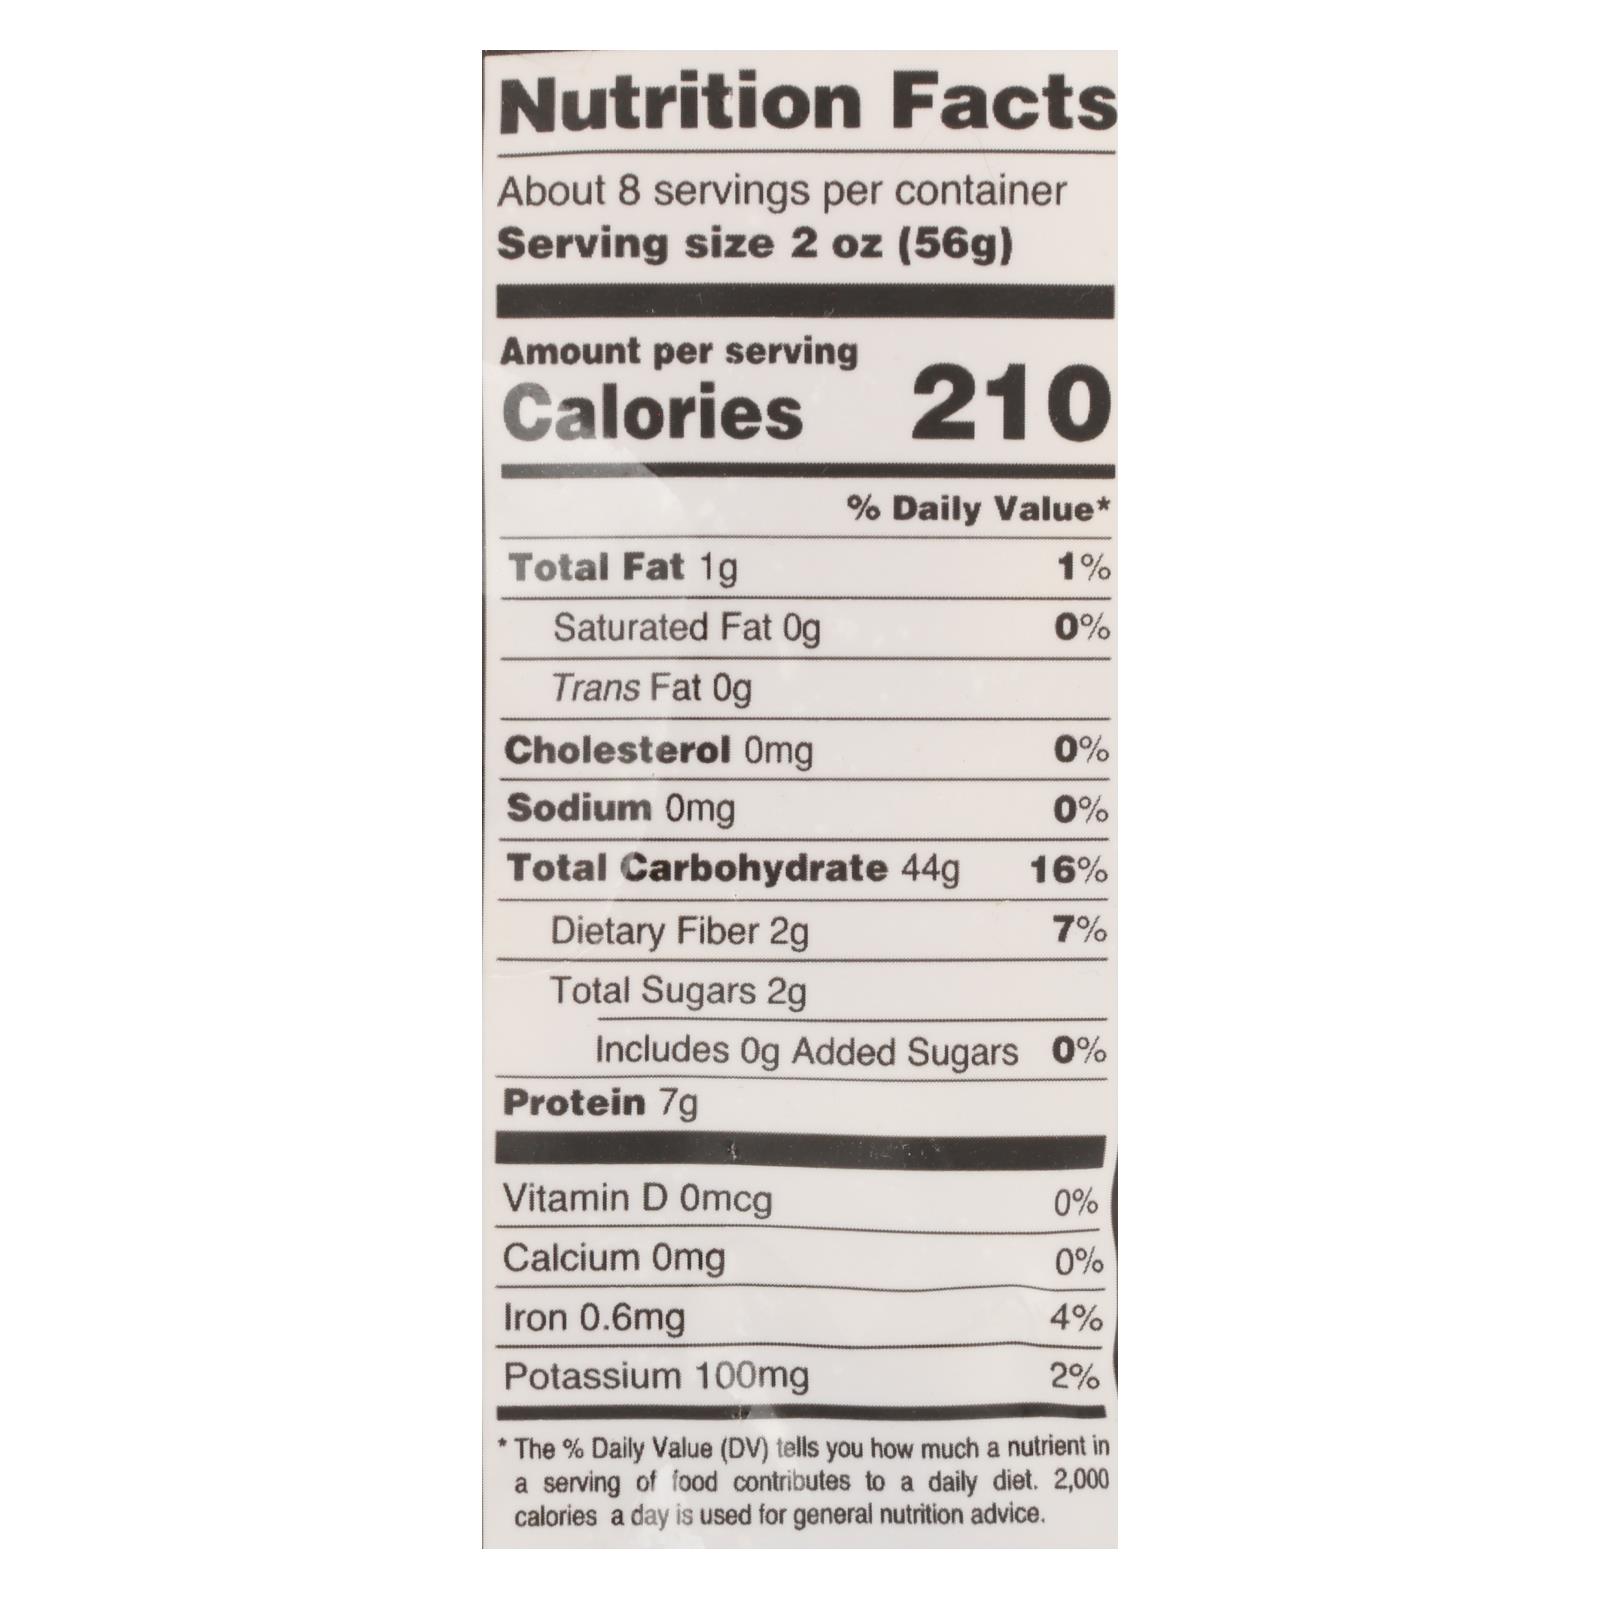 Nutrition Facts
About 8 servings per container
Serving size 2 oz (56g)
Amount per serving
Calories 210
% Daily Value*
Total Fat 1g 1%
Saturated Fat 0g 0%
Trans Fat 0g
Cholesterol 0mg 0%
Sodium 0mg 0%
Total Carbohydrate 44g 16%
Dietary Fiber 2g 7%
Total Sugars 2g
Includes 0g Added Sugars 0%
Protein 7g
Vitamin D 0mcg 0%
Calcium 0mg 0%
Iron 0.6mg 4%
Potassium 100mg 2%
* The % Daily Value (DV) tells you how much a nutrient in
a serving of food contributes to a daily diet. 2,000
calories a day is used for general nutrition advice.